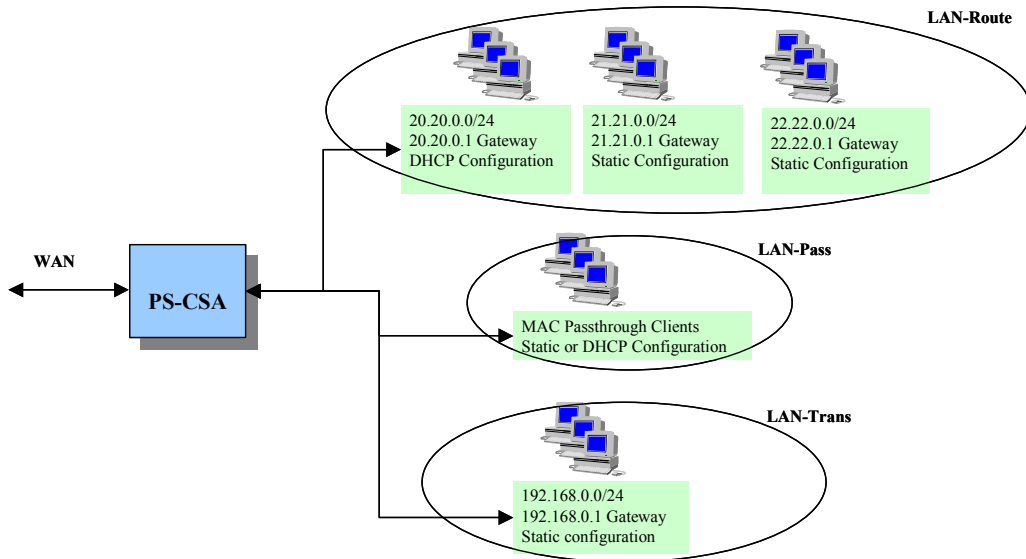 LAN-Route
20.20.0.0/24
20.20.0.1 Gateway
DHCP Configuration
21.21.0.0/24
21.21.0.1 Gateway
Static Configuration
22.22.0.0/24
22.22.0.1 Gateway
Static Configuration
WAN
PS-CSA
LAN-Pass
MAC Passthrough Clients
Static or DHCP Configuration
LAN-Trans
192.168.0.0/24
192.168.0.1 Gateway
Static configuration